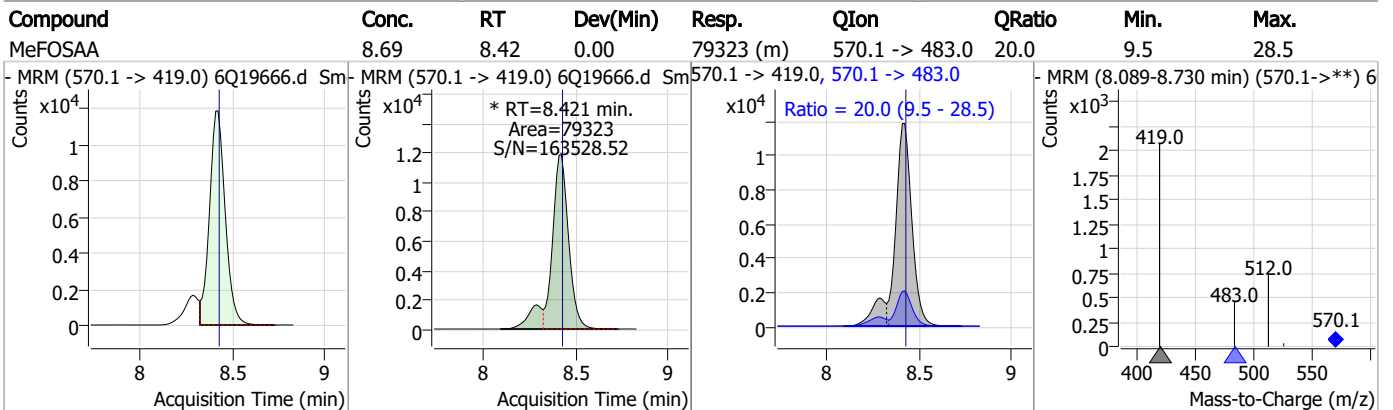 Compound Conc. RT Dev(Min) Resp. QIon QRatio Min. Max.
MeFOSAA 8.69 8.42 0.00 79323 (m) 570.1 -> 483.0 20.0 9.5 28.5
- MRM (570.1 -> 419.0) 6Q19666.d Sm
Counts
x10⁴
1
0.8
0.6
0.4
0.2
0
8 8.5 9
Acquisition Time (min)
- MRM (570.1 -> 419.0) 6Q19666.d Sm
Counts
x10⁴
* RT=8.421 min.
Area=79323
S/N=163528.52
1.2
1
0.8
0.6
0.4
0.2
0
8 8.5 9
Acquisition Time (min)
570.1 -> 419.0, 570.1 -> 483.0
Counts
x10⁴
Ratio = 20.0 (9.5 - 28.5)
1
0.8
0.6
0.4
0.2
0
8 8.5 9
Acquisition Time (min)
- MRM (8.089-8.730 min) (570.1->**) 6
Counts
x10³
419.0
2
1.75
1.5
1.25
1
0.75
0.5
0.25
0
512.0
483.0
570.1
400 450 500 550
Mass-to-Charge (m/z)